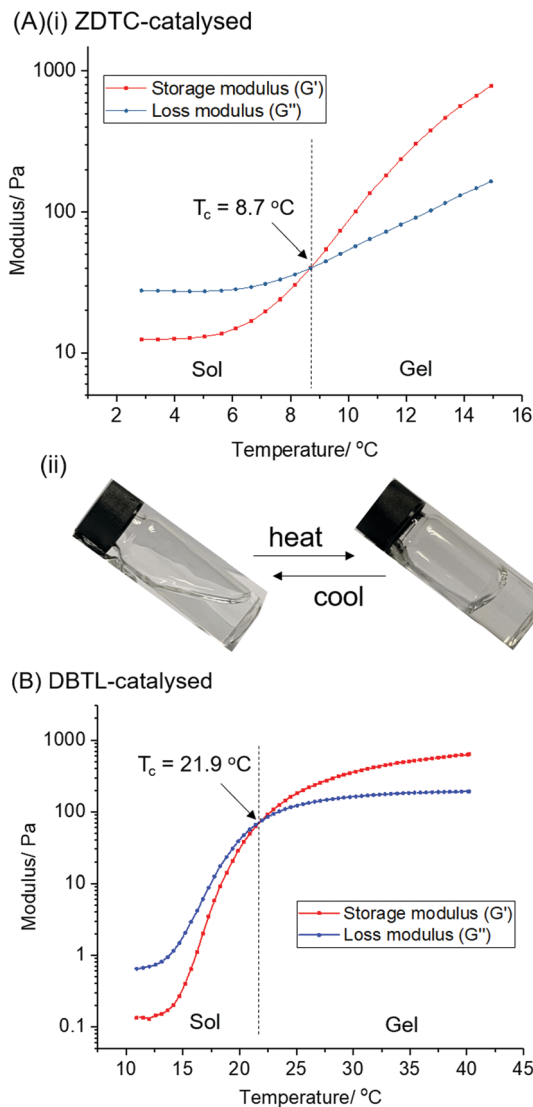 (A)(i) ZDTC-catalysed
1000
100
10
Modulus/ Pa
Storage modulus (G')
Loss modulus (G'')
T_c = 8.7 °C
Sol
Gel
2 4 6 8 10 12 14 16
Temperature/ °C
(ii)
heat
cool
(B) DBTL-catalysed
1000
100
10
1
0.1
Modulus/ Pa
T_c = 21.9 °C
Storage modulus (G')
Loss modulus (G'')
Sol
Gel
10 15 20 25 30 35 40 45
Temperature/ °C